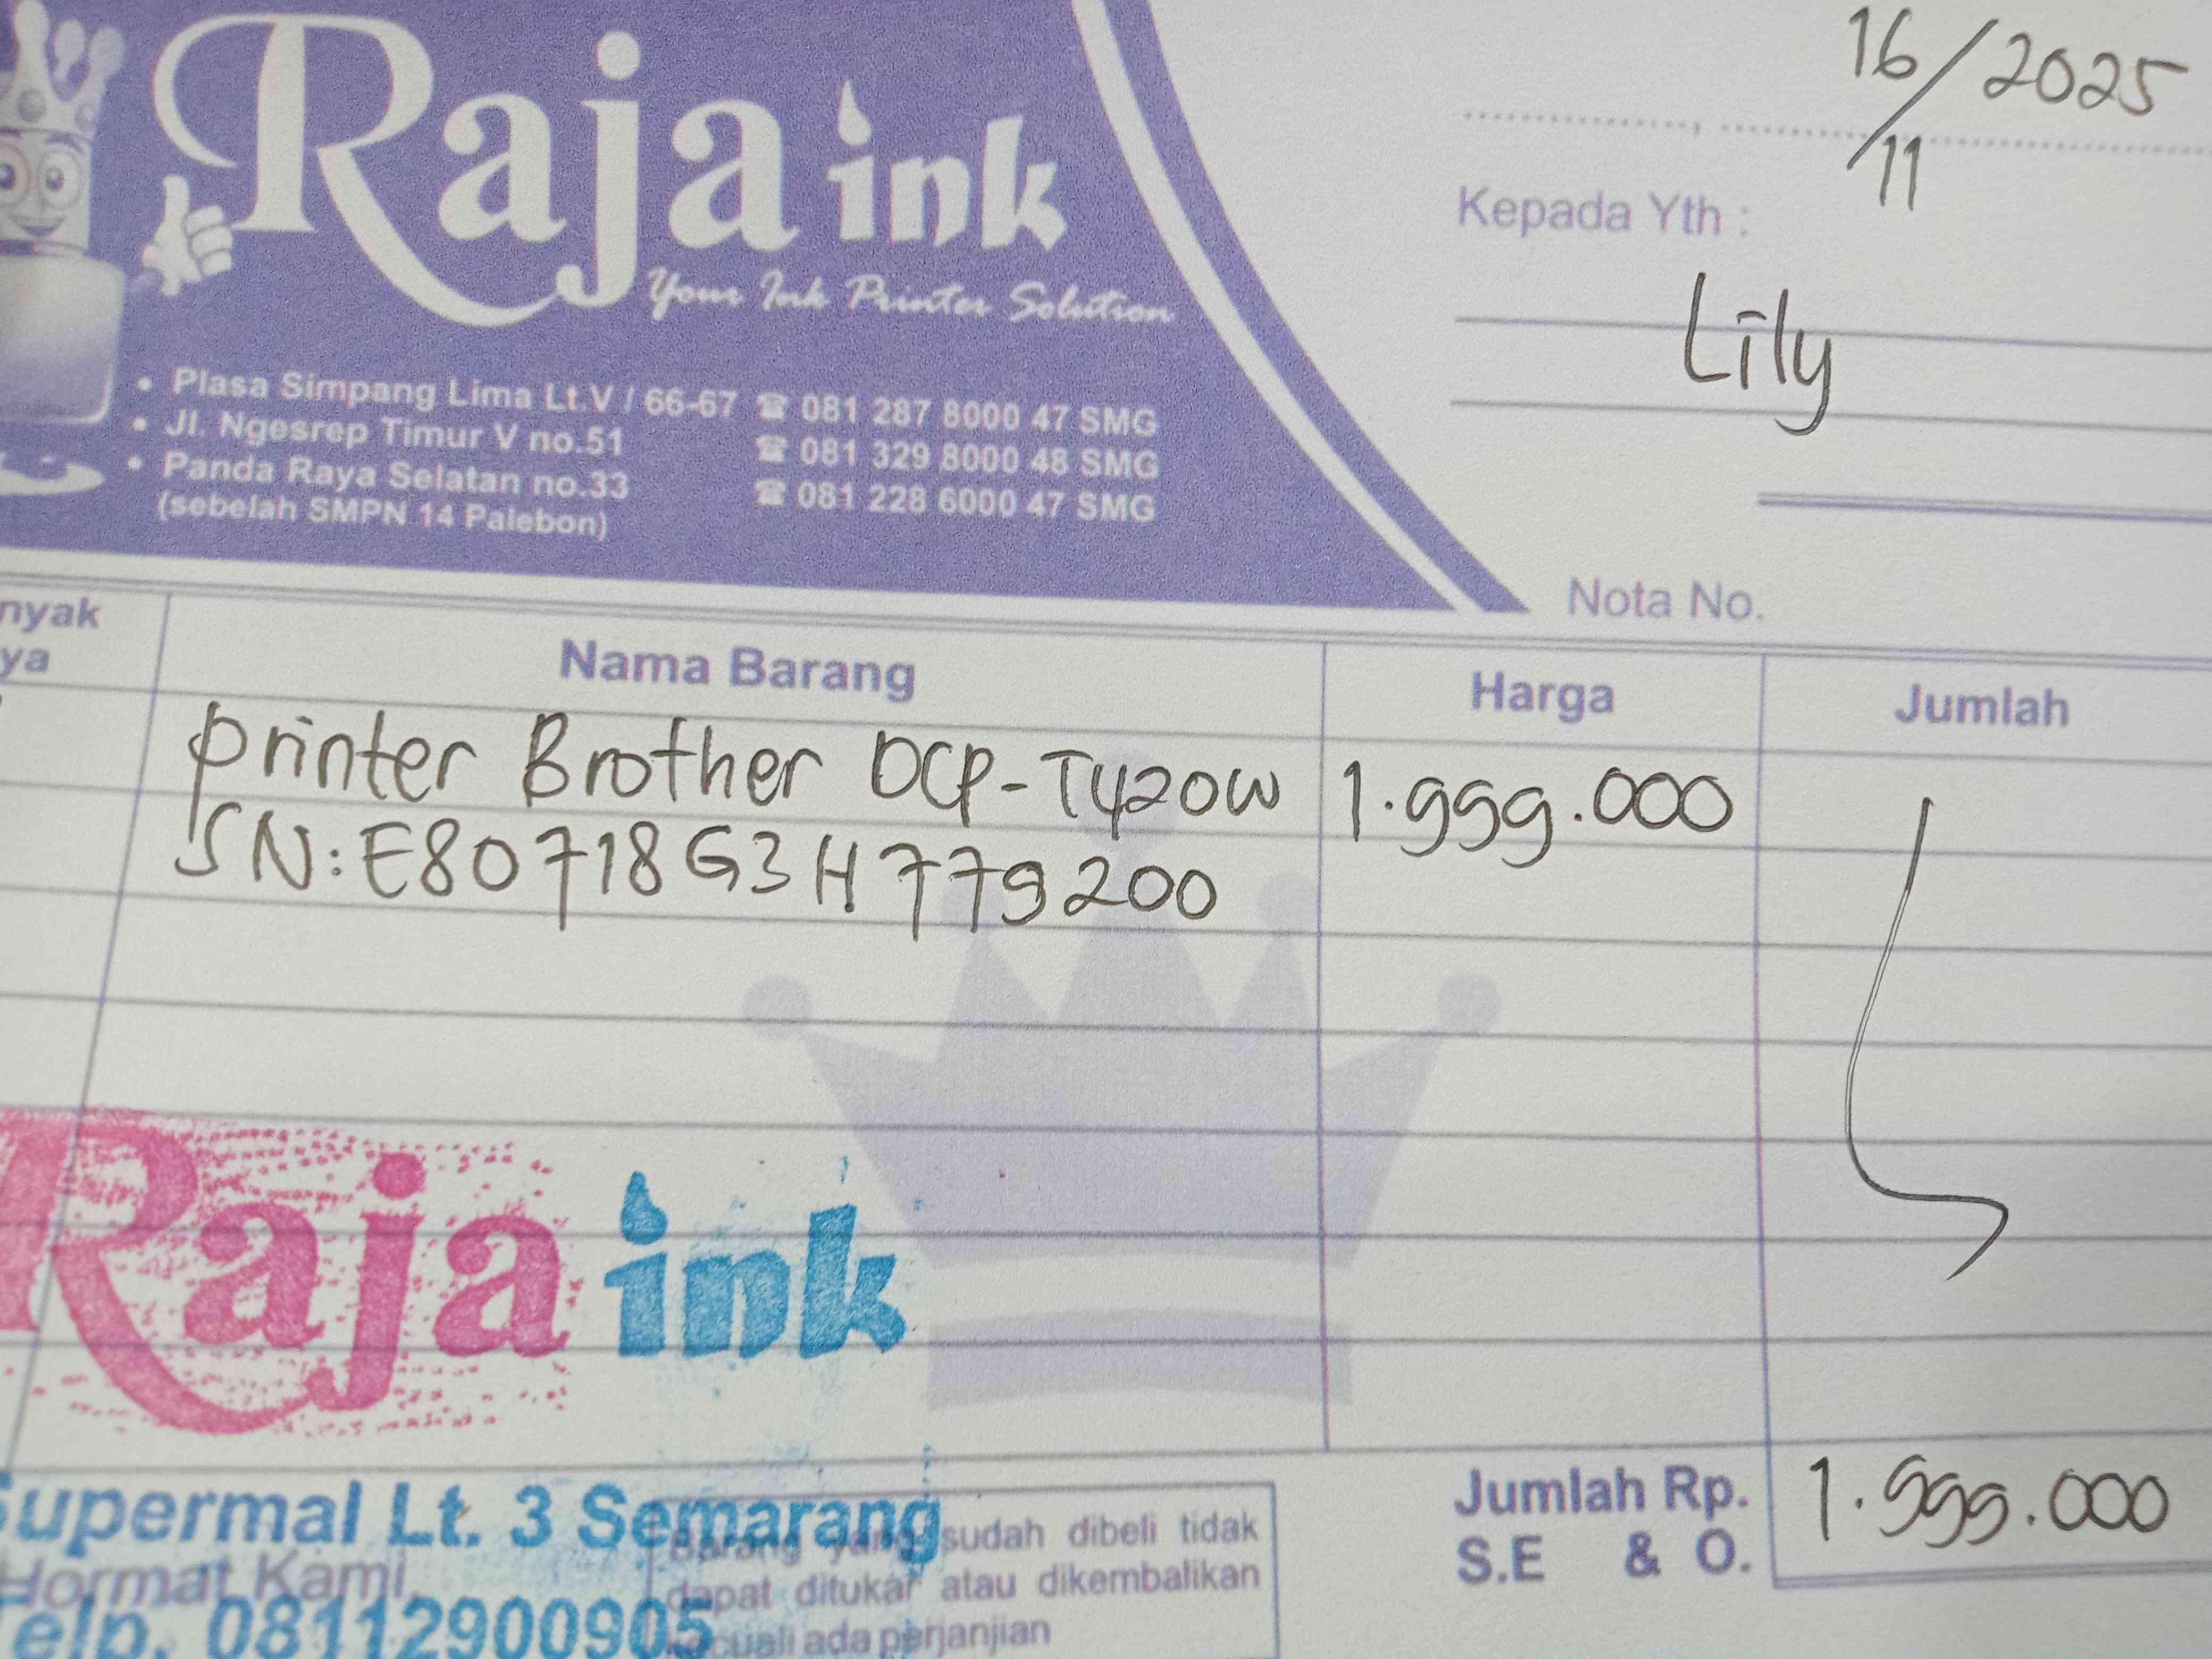 Raja ink
Your Ink Printer Solution
• Plasa Simpang Lima Lt.V / 66-67 ☎ 081 287 8000 47 SMG
• Jl. Ngesrep Timur V no.51 ☎ 081 329 8000 48 SMG
• Panda Raya Selatan no.33 ☎ 081 228 6000 47 SMG
(sebelah SMPN 14 Palebon)
16/11/2025
Kepada Yth :
Lily
Nota No.
nyak
ya
Nama Barang
Harga
Jumlah
Printer Brother DCP-T420W 1.999.000
SN: E80718G3H779200
Raja ink
Supermal Lt. 3 Semarang
Hormat Kami,
Telp. 08112900905
Barang yang sudah dibeli tidak
dapat ditukar atau dikembalikan
kecuali ada perjanjian
Jumlah Rp. 1.999.000
S.E & O.